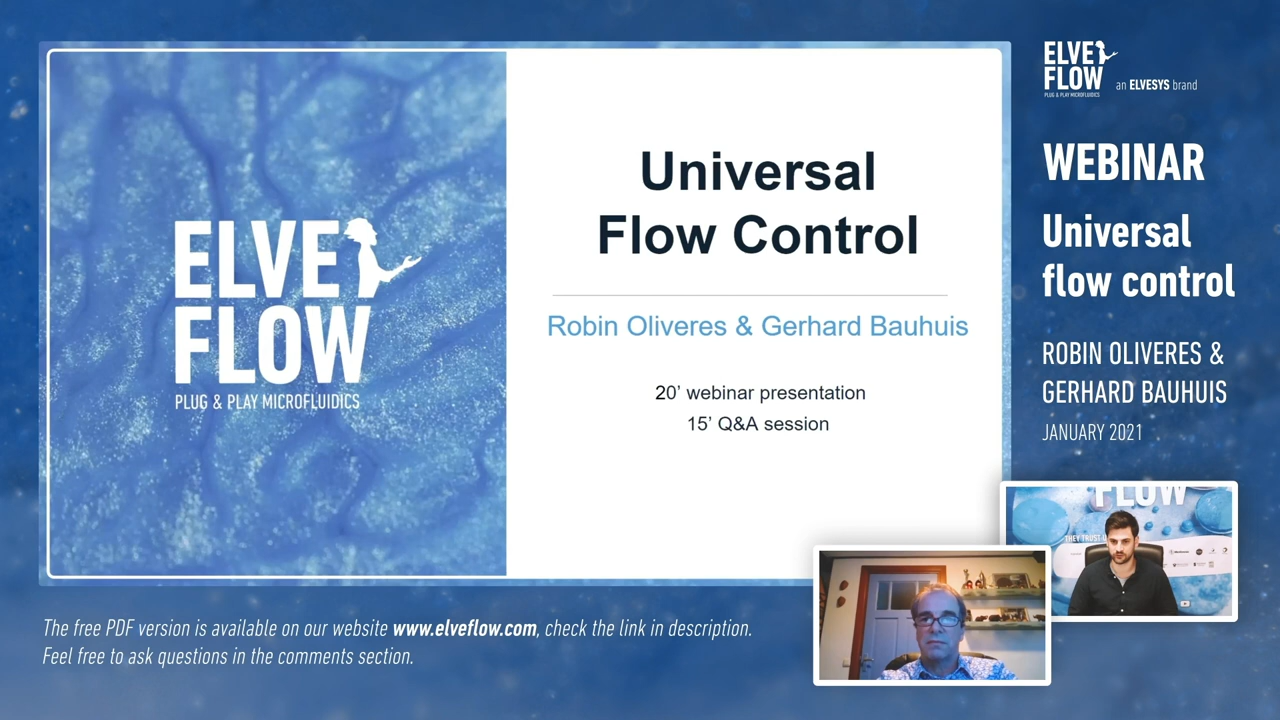 ELVE
FLOW
PLUG & PLAY MICROFLUIDICS
Universal
Flow Control
Robin Oliveres & Gerhard Bauhuis
20’ webinar presentation
15’ Q&A session
ELVE
FLOW
PLUG & PLAY MICROFLUIDICS
an ELVESYS brand
WEBINAR
Universal
flow control
ROBIN OLIVERES &
GERHARD BAUHUIS
JANUARY 2021
FLOW
THEY TRUST U
The free PDF version is available on our website www.elveflow.com, check the link in description.
Feel free to ask questions in the comments section.